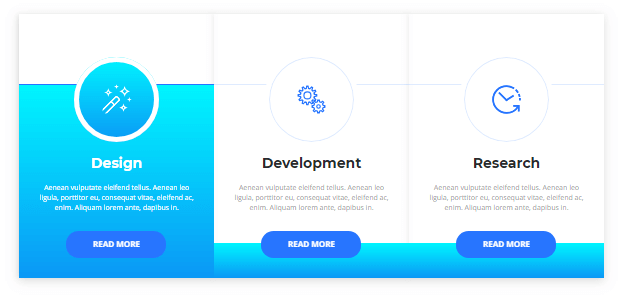 Design
Aenean vulputate eleifend tellus. Aenean leo
ligula, porttitor eu, consequat vitae, eleifend ac,
enim. Aliquam lorem ante, dapibus in.
READ MORE
Development
Aenean vulputate eleifend tellus. Aenean leo
ligula, porttitor eu, consequat vitae, eleifend ac,
enim. Aliquam lorem ante, dapibus in.
READ MORE
Research
Aenean vulputate eleifend tellus. Aenean leo
ligula, porttitor eu, consequat vitae, eleifend ac,
enim. Aliquam lorem ante, dapibus in.
READ MORE